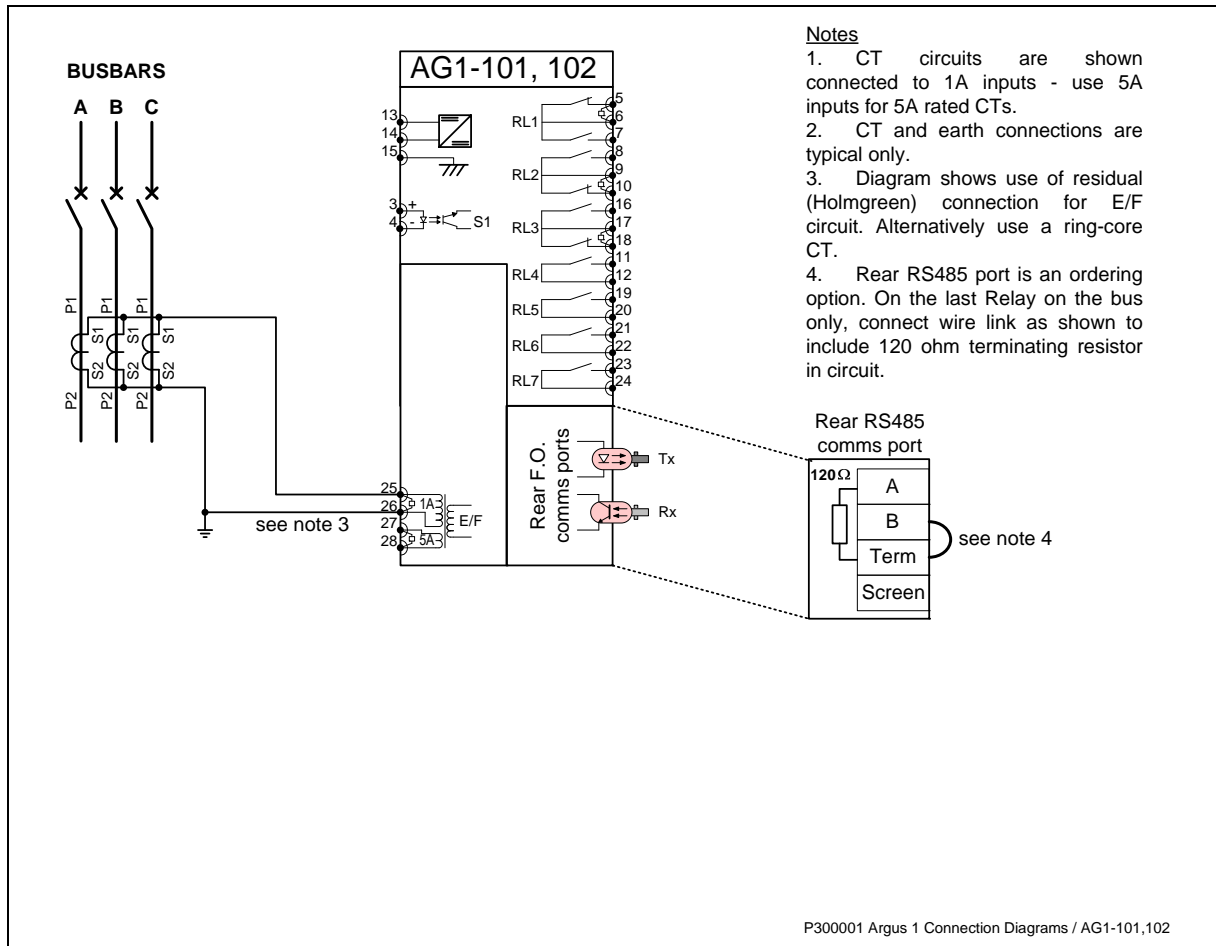 BUSBARS
A B C
P1 P1 P1
S1 S1 S1
S2 S2 S2
P2 P2 P2
see note 3
AG1-101, 102
13
14
15
3 +
4 -
S1
25
26
27
28
1A
5A
E/F
RL1
5
6
7
RL2
8
9
10
RL3
16
17
18
RL4
11
12
RL5
19
20
RL6
21
22
RL7
23
24
Rear F.O.
comms ports
Tx
Rx
Notes
1. CT circuits are shown
connected to 1A inputs - use 5A
inputs for 5A rated CTs.
2. CT and earth connections are
typical only.
3. Diagram shows use of residual
(Holmgreen) connection for E/F
circuit. Alternatively use a ring-core
CT.
4. Rear RS485 port is an ordering
option. On the last Relay on the bus
only, connect wire link as shown to
include 120 ohm terminating resistor
in circuit.
Rear RS485
comms port
120Ω
A
B
Term
Screen
see note 4
P300001 Argus 1 Connection Diagrams / AG1-101,102